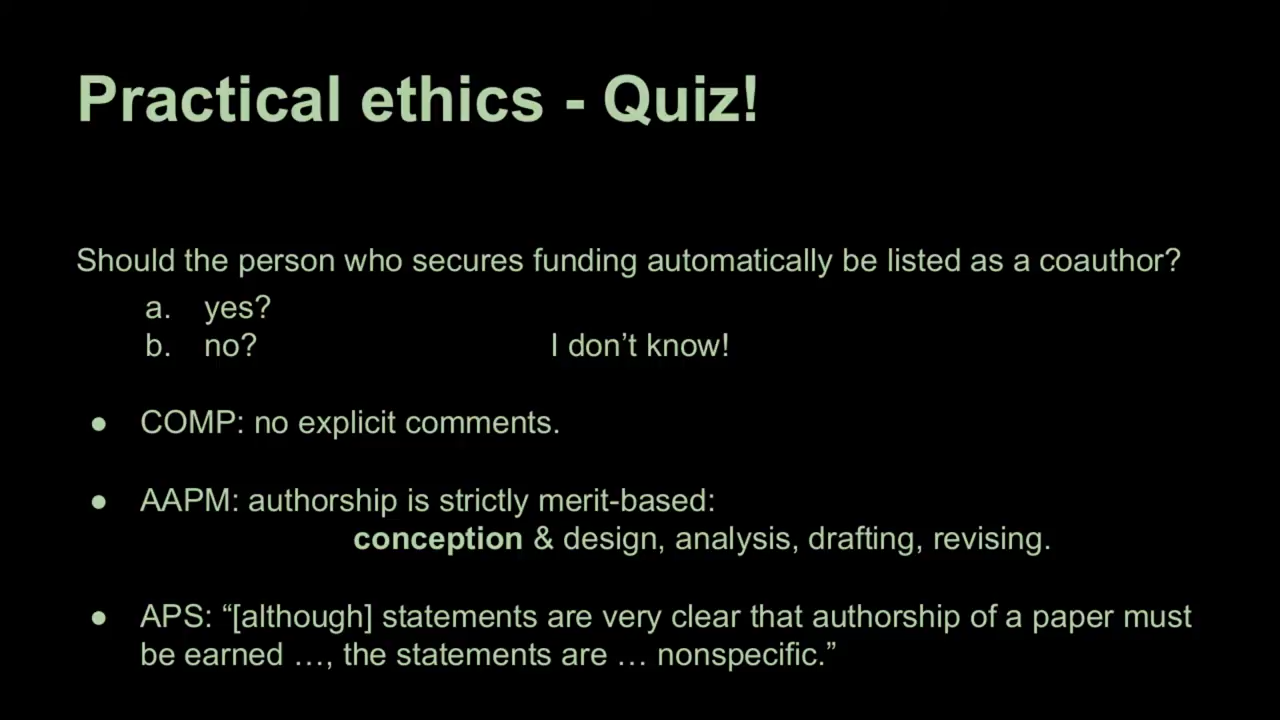 Practical ethics - Quiz!
Should the person who secures funding automatically be listed as a coauthor?
a. yes?
b. no? I don’t know!
● COMP: no explicit comments.
● AAPM: authorship is strictly merit-based:
conception & design, analysis, drafting, revising.
● APS: “[although] statements are very clear that authorship of a paper must
be earned …, the statements are … nonspecific.”